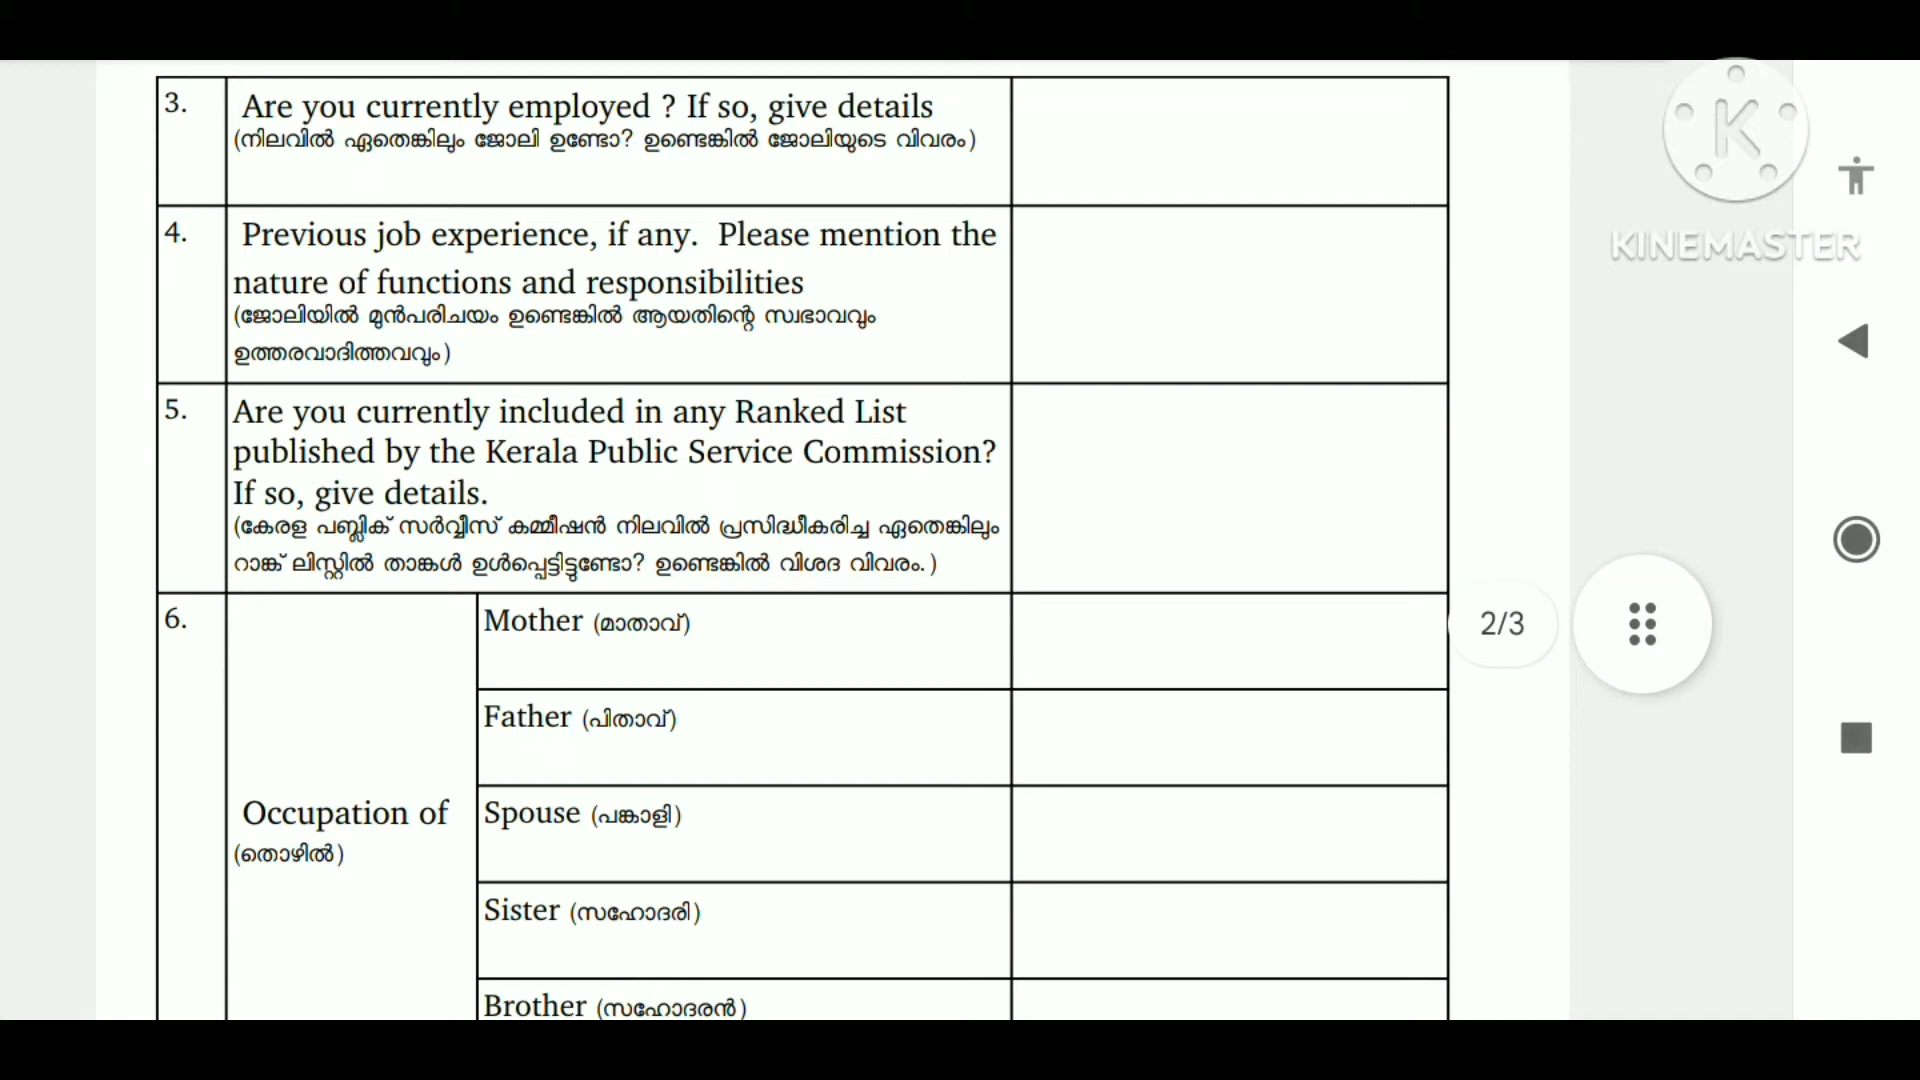 3.
Are you currently employed ? If so, give details
(നിലവിൽ ഏതെങ്കിലും ജോലി ഉണ്ടോ? ഉണ്ടെങ്കിൽ ജോലിയുടെ വിവരം)
4.
Previous job experience, if any. Please mention the
nature of functions and responsibilities
(ജോലിയിൽ മുൻപരിചയം ഉണ്ടെങ്കിൽ ആയതിന്റെ സ്വഭാവവും
ഉത്തരവാദിത്തവവും)
5.
Are you currently included in any Ranked List
published by the Kerala Public Service Commission?
If so, give details.
(കേരള പബ്ലിക് സർവ്വീസ് കമ്മീഷൻ നിലവിൽ പ്രസിദ്ധീകരിച്ച ഏതെങ്കിലും
റാങ്ക് ലിസ്റ്റിൽ താങ്കൾ ഉൾപ്പെട്ടിട്ടുണ്ടോ? ഉണ്ടെങ്കിൽ വിശദ വിവരം.)
6.
Occupation of
(തൊഴിൽ)
Mother (മാതാവ്)
Father (പിതാവ്)
Spouse (പങ്കാളി)
Sister (സഹോദരി)
Brother (സഹോദരൻ)
2/3
K
KINEMASTER